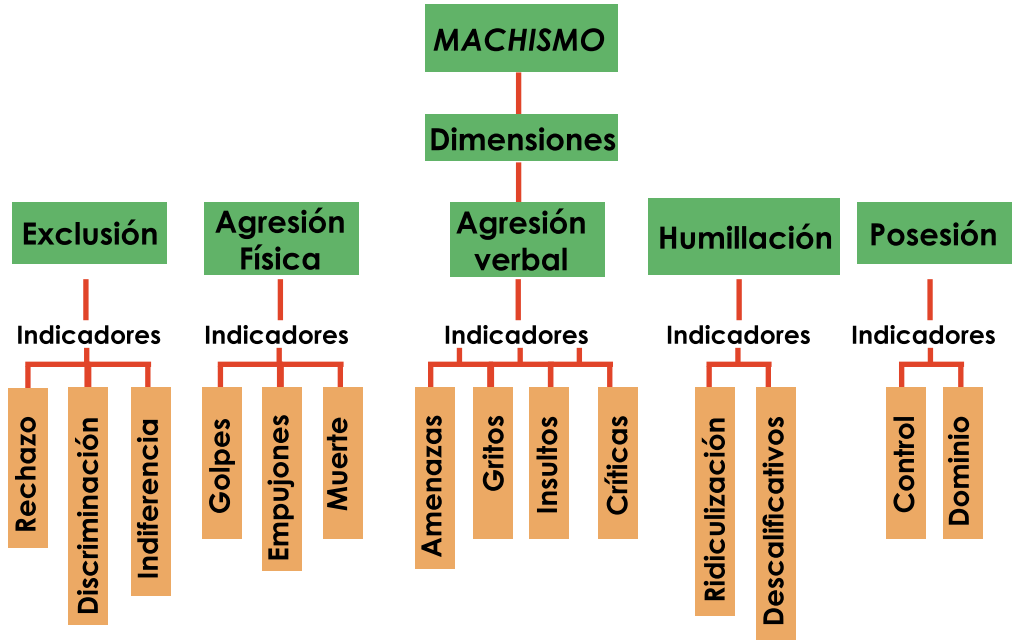 MACHISMO
Dimensiones
Exclusión
Agresión
Física
Agresión
verbal
Humillación
Posesión
Indicadores
Indicadores
Indicadores
Indicadores
Indicadores
Rechazo
Discriminación
Indiferencia
Golpes
Empujones
Muerte
Amenazas
Gritos
Insultos
Críticas
Ridiculización
Descalificativos
Control
Dominio